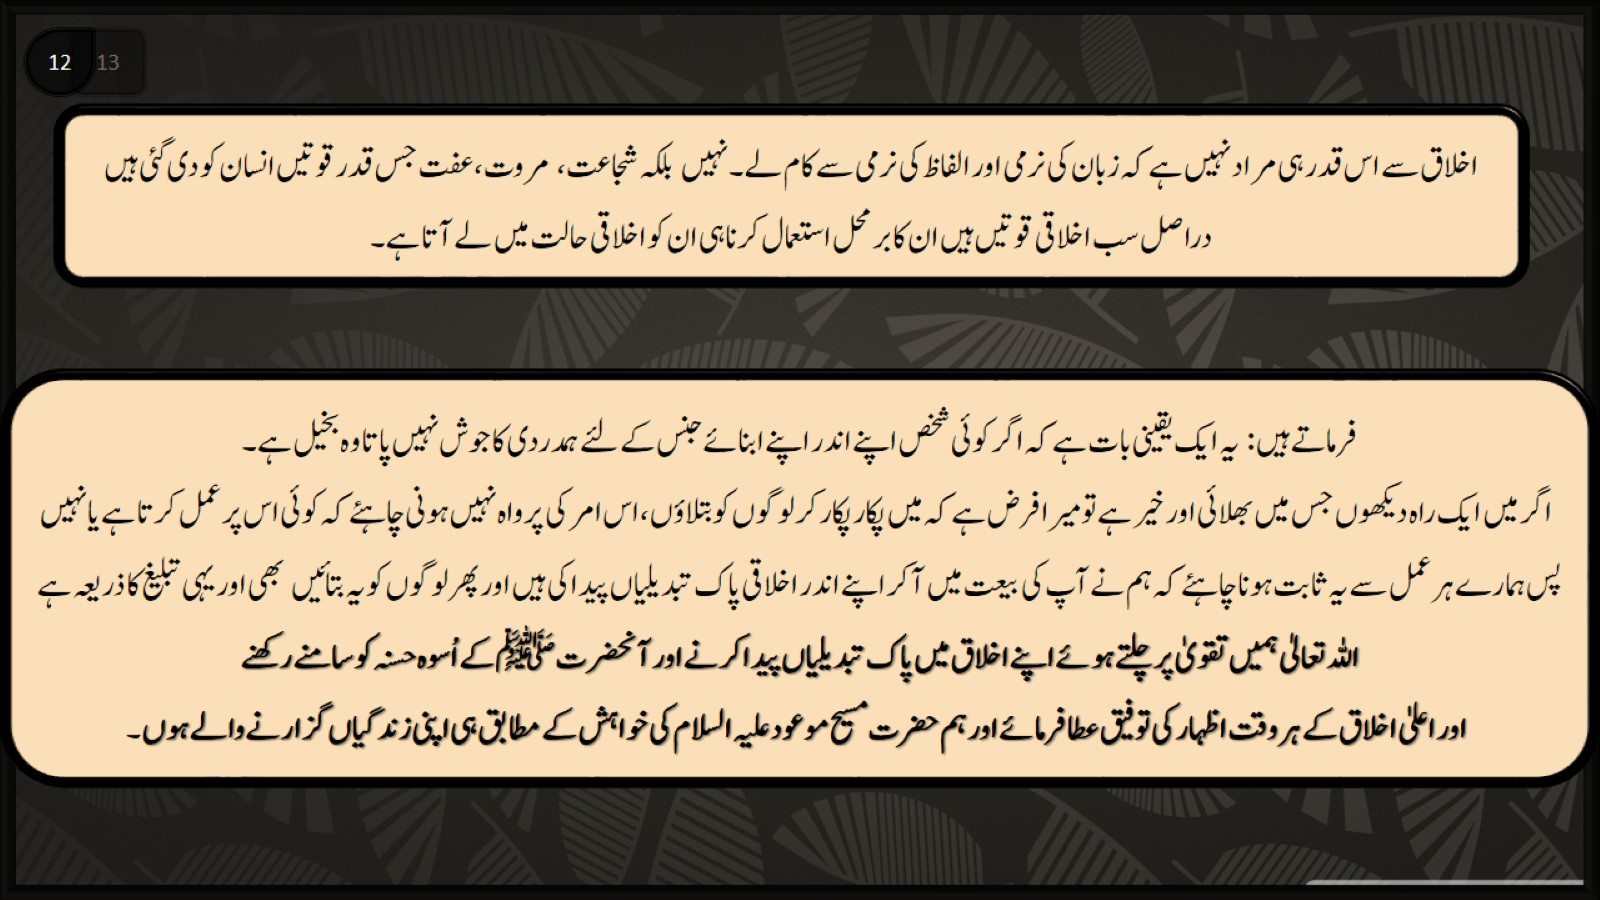 12 13
اخلاق سے اس قدر ہی مراد نہیں ہے کہ زبان کی نرمی اور الفاظ کی نرمی سے کام لے۔ نہیں بلکہ شجاعت، مروت، عفت جس قدر قوتیں انسان کو دی گئی ہیں
دراصل سب اخلاقی قوتیں ہیں ان کا بر محل استعمال کرنا ہی ان کو اخلاقی حالت میں لے آتا ہے۔
فرماتے ہیں: یہ ایک یقینی بات ہے کہ اگر کوئی شخص اپنے اندر اپنے ابنائے جنس کے لئے ہمدردی کا جوش نہیں پاتا وہ بخیل ہے۔
اگر میں ایک راہ دیکھوں جس میں بھلائی اور خیر ہے تو میرا فرض ہے کہ میں پکار پکار کر لوگوں کو بتلاؤں، اس امر کی پرواہ نہیں ہونی چاہئے کہ کوئی اس پر عمل کرتا ہے یا نہیں
پس ہمارے ہر عمل سے یہ ثابت ہونا چاہئے کہ ہم نے آپ کی بیعت میں آ کر اپنے اندر اخلاقی پاک تبدیلیاں پیدا کی ہیں اور پھر لوگوں کو یہ بتائیں بھی اور یہی تبلیغ کا ذریعہ ہے
اللہ تعالیٰ ہمیں تقویٰ پر چلتے ہوئے اپنے اخلاق میں پاک تبدیلیاں پیدا کرنے اور آنحضرت ﷺ کے اُسوہ حسنہ کو سامنے رکھنے
اور اعلیٰ اخلاق کے ہر وقت اظہار کی توفیق عطا فرمائے اور ہم حضرت مسیح موعود علیہ السلام کی خواہش کے مطابق ہی اپنی زندگیاں گزارنے والے ہوں۔